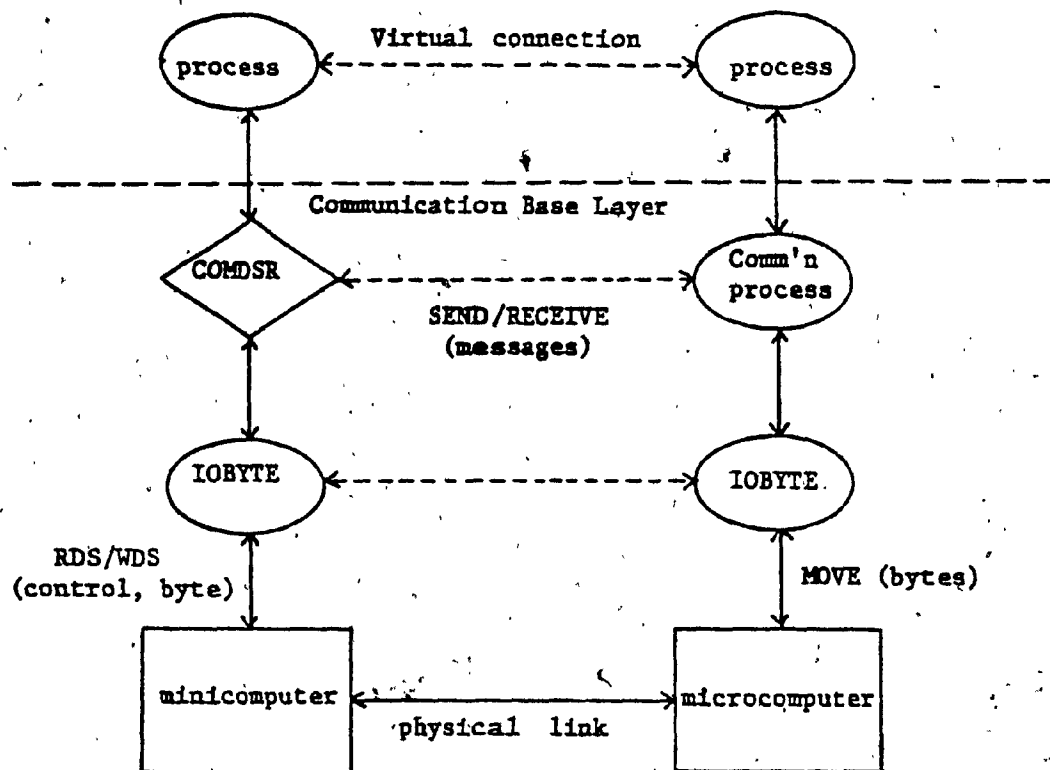 Virtual connection
process
process
Communication Base Layer
COMDSR
Comm'n
process
SEND/RECEIVE
(messages)
IOBYTE
IOBYTE
RDS/WDS
(control, byte)
MOVE (bytes)
minicomputer
microcomputer
physical link